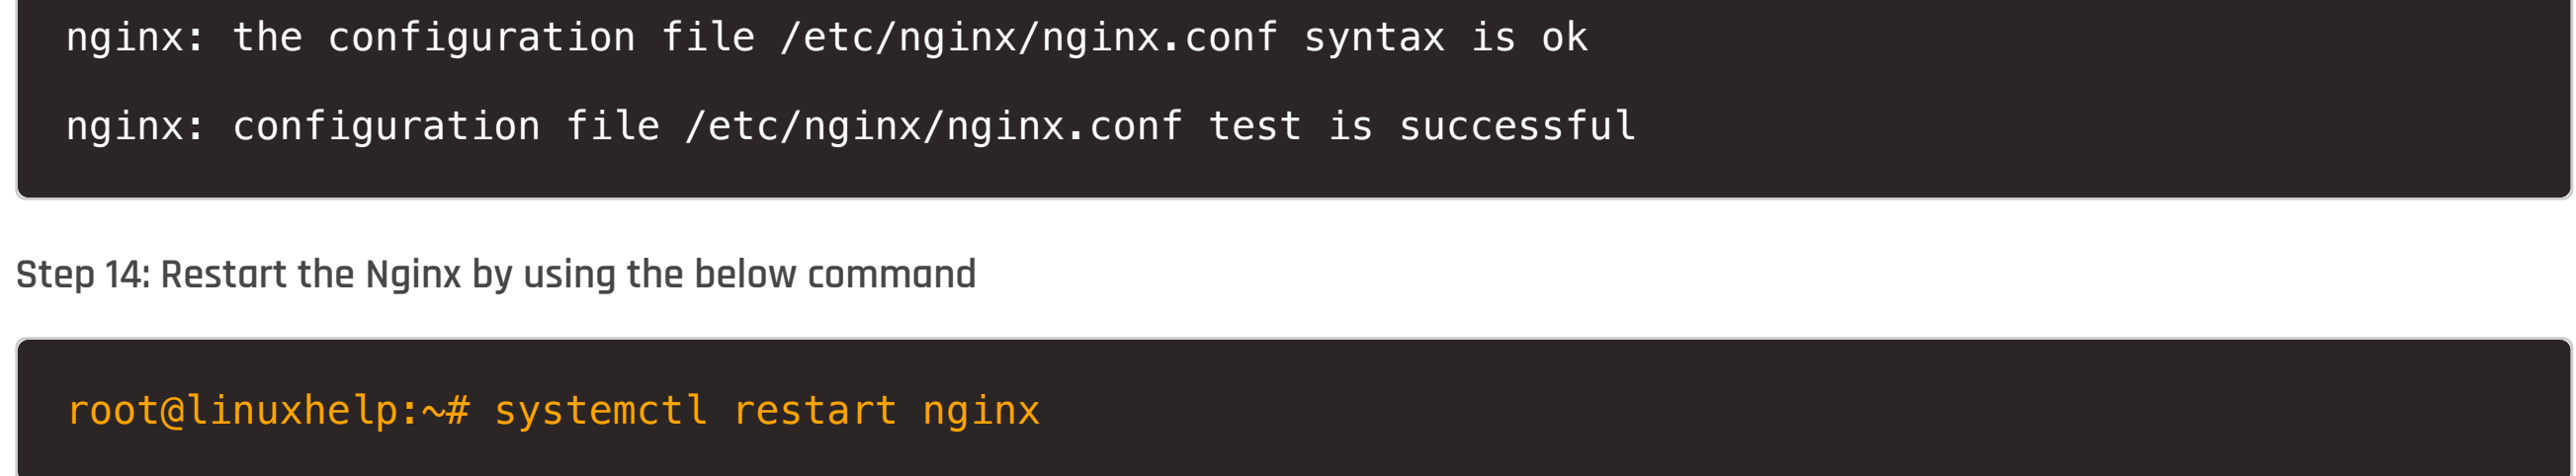 nginx: the configuration file /etc/nginx/nginx.conf syntax is ok
nginx: configuration file /etc/nginx/nginx.conf test is successful
Step 14: Restart the Nginx by using the below command
root@linuxhelp:~# systemctl restart nginx